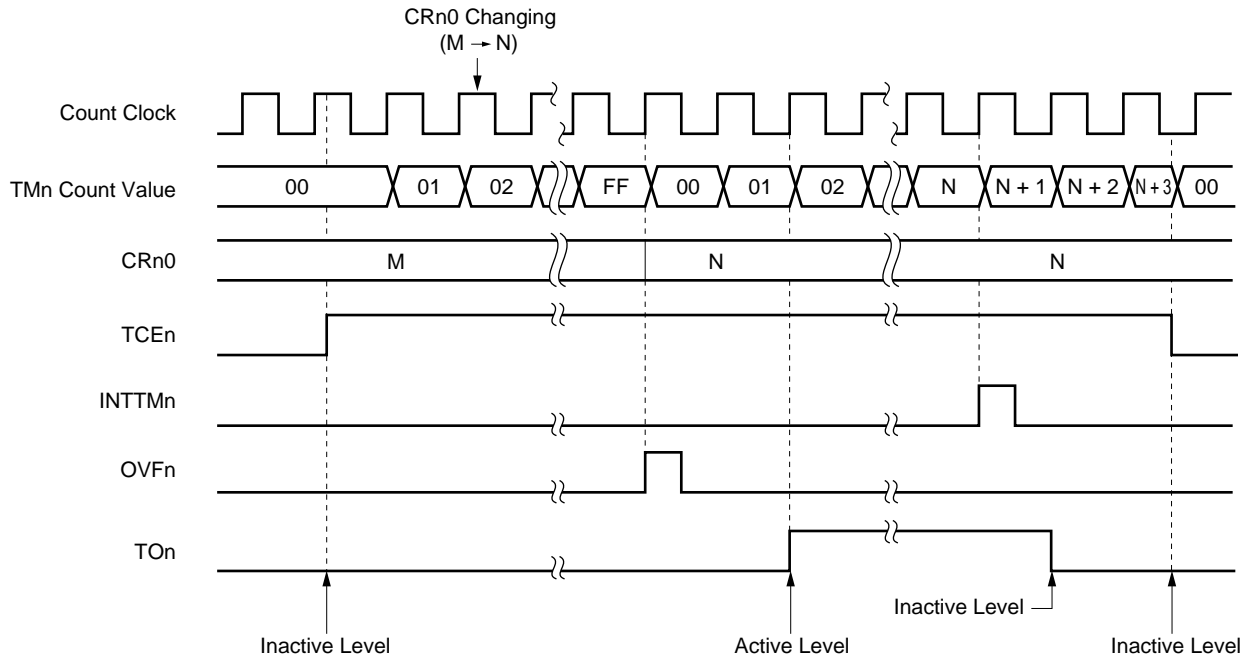 CRn0 Changing
(M → N)
Count Clock
TMn Count Value
00 01 02 FF 00 01 02 N N + 1 N + 2 N + 3 00
CRn0
M N N
TCEn
INTTMn
OVFn
TOn
Inactive Level
Inactive Level Active Level Inactive Level